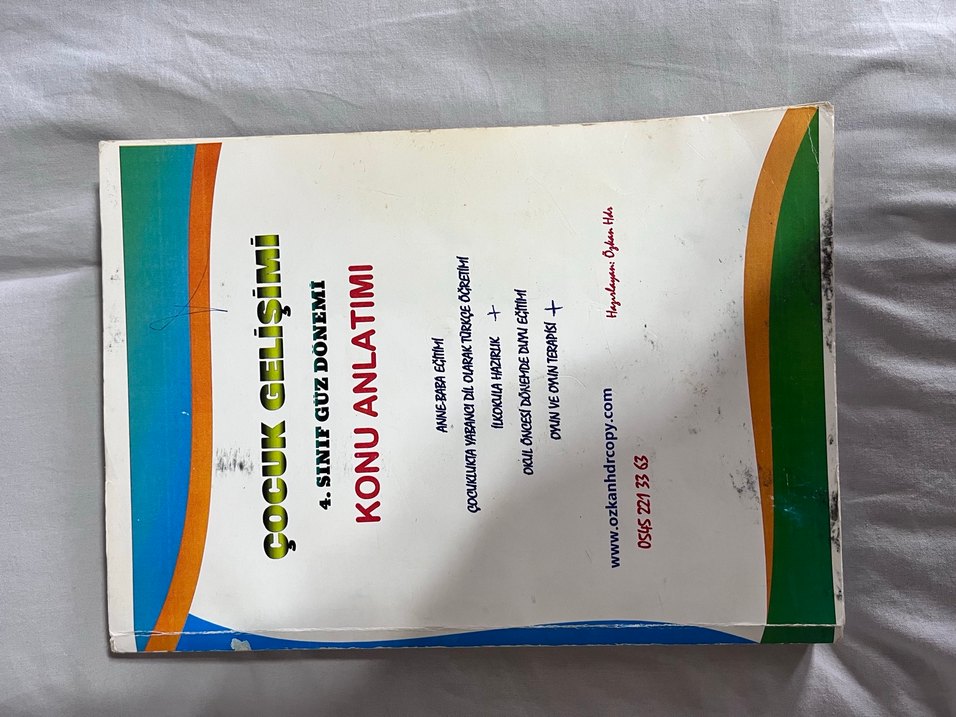 ÇOCUK GELİŞİMİ
4. SINIF GÜZ DÖNEMİ
KONU ANLATIMI
ANNE-BABA EĞİTİMİ
ÇOCUKLUKTA YABANCI DİL OLARAK TÜRKÇE ÖĞRETİMİ
İLKOKULA HAZIRLIK +
OKUL ÖNCESİ DÖNEMDE DUYU EĞİTİMİ
OYUN VE OYUN TERAPİSİ +
Hazırlayan: Özkan Hdr
www.ozkanhdrcopy.com
0545 221 33 63